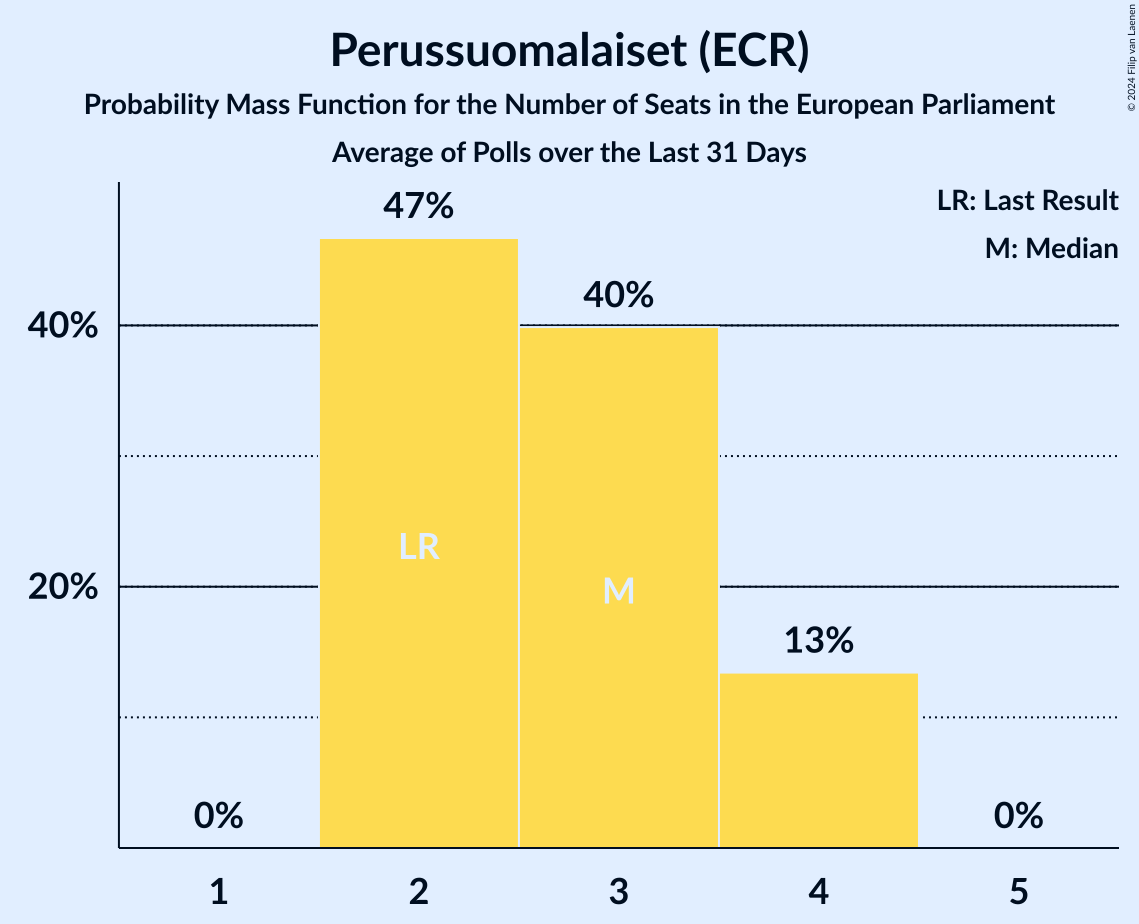 Perussuomalaiset (ECR)
Probability Mass Function for the Number of Seats in the European Parliament
Average of Polls over the Last 31 Days
© 2024 Filip van Laenen
LR: Last Result
M: Median
47%
40%
40%
LR
M
20%
13%
0%
0%
1
2
3
4
5